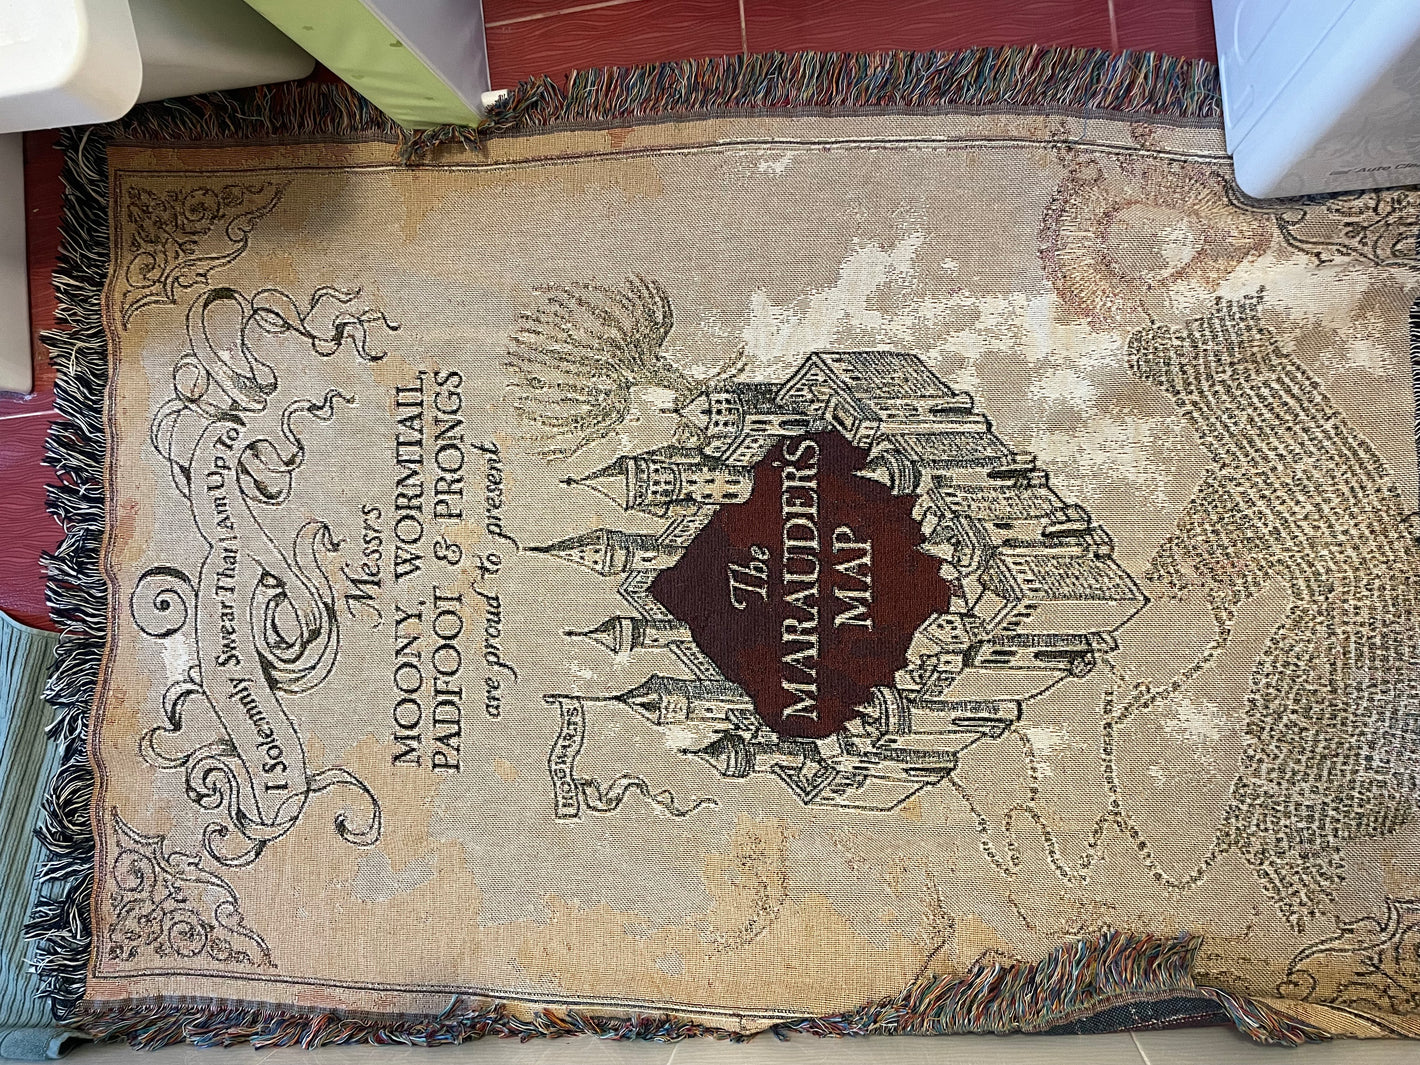 I Solemnly Swear That I Am Up To
Messrs
MOONY, WORMTAIL,
PADFOOT & PRONGS
are proud to present
HOGWARTS
The
MARAUDER'S
MAP
Auto